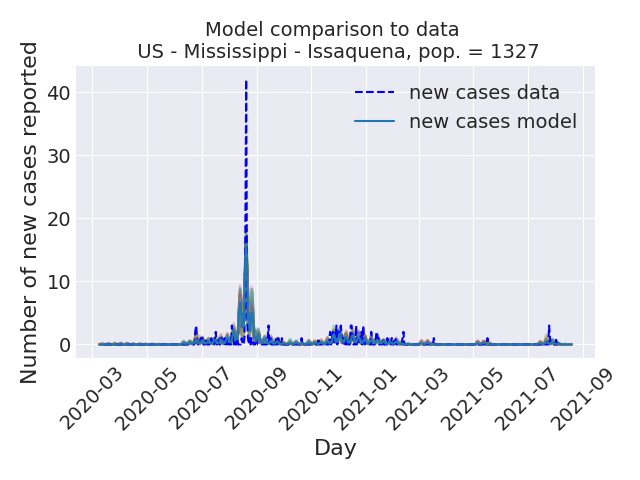 Model comparison to data
US - Mississippi - Issaquena, pop. = 1327
Number of new cases reported
40
30
20
10
0
new cases data
new cases model
2020-03
2020-05
2020-07
2020-09
2020-11
2021-01
2021-03
2021-05
2021-07
2021-09
Day